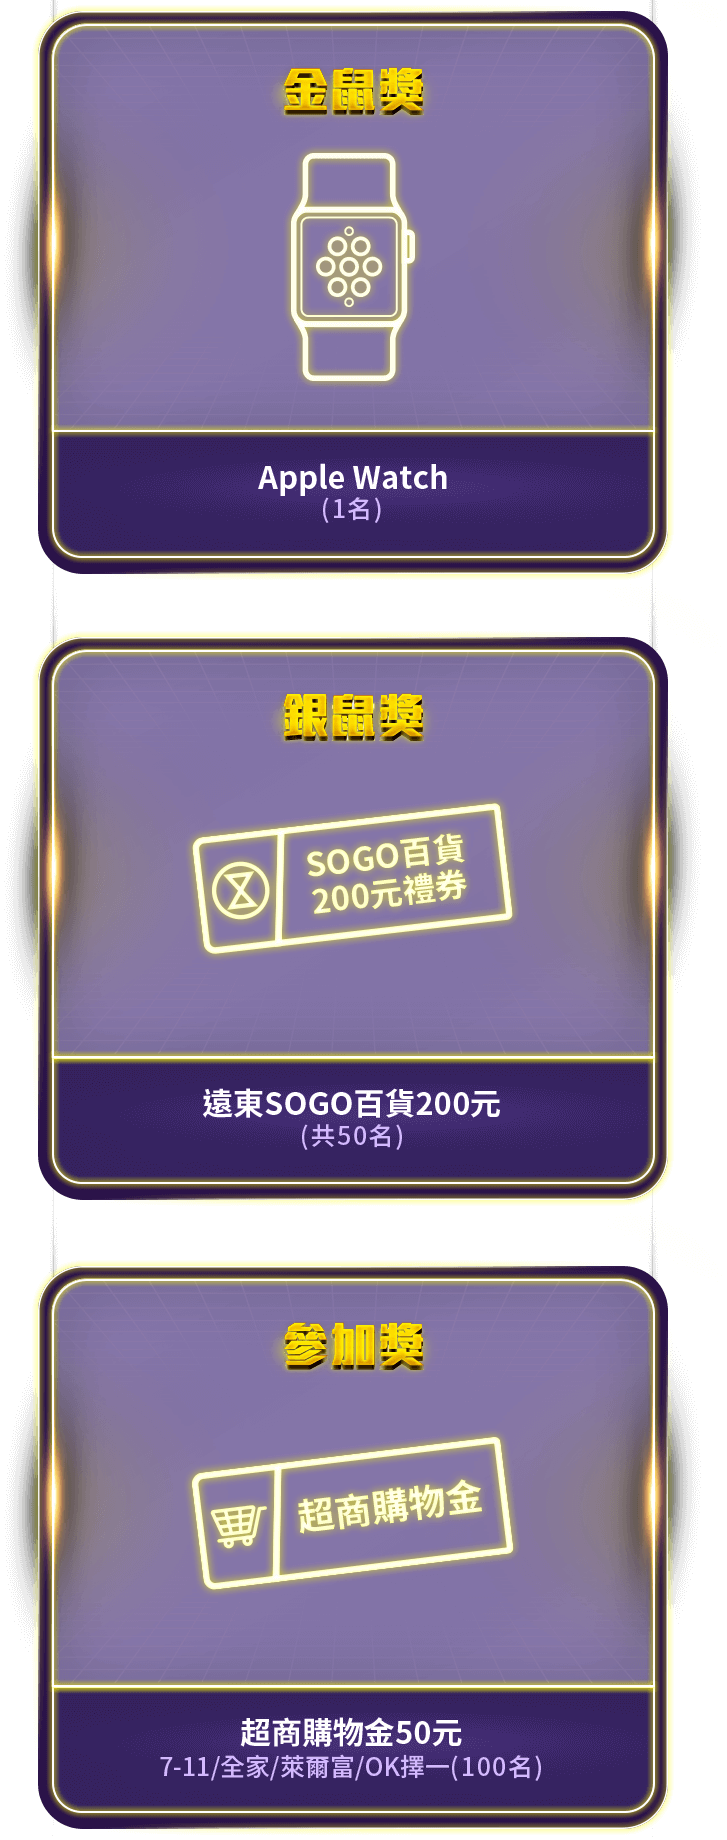 金鼠獎
Apple Watch
(1名)
銀鼠獎
SOGO百貨
200元禮券
遠東SOGO百貨200元
(共50名)
參加獎
超商購物金
超商購物金50元
7-11/全家/萊爾富/OK擇一(100名)